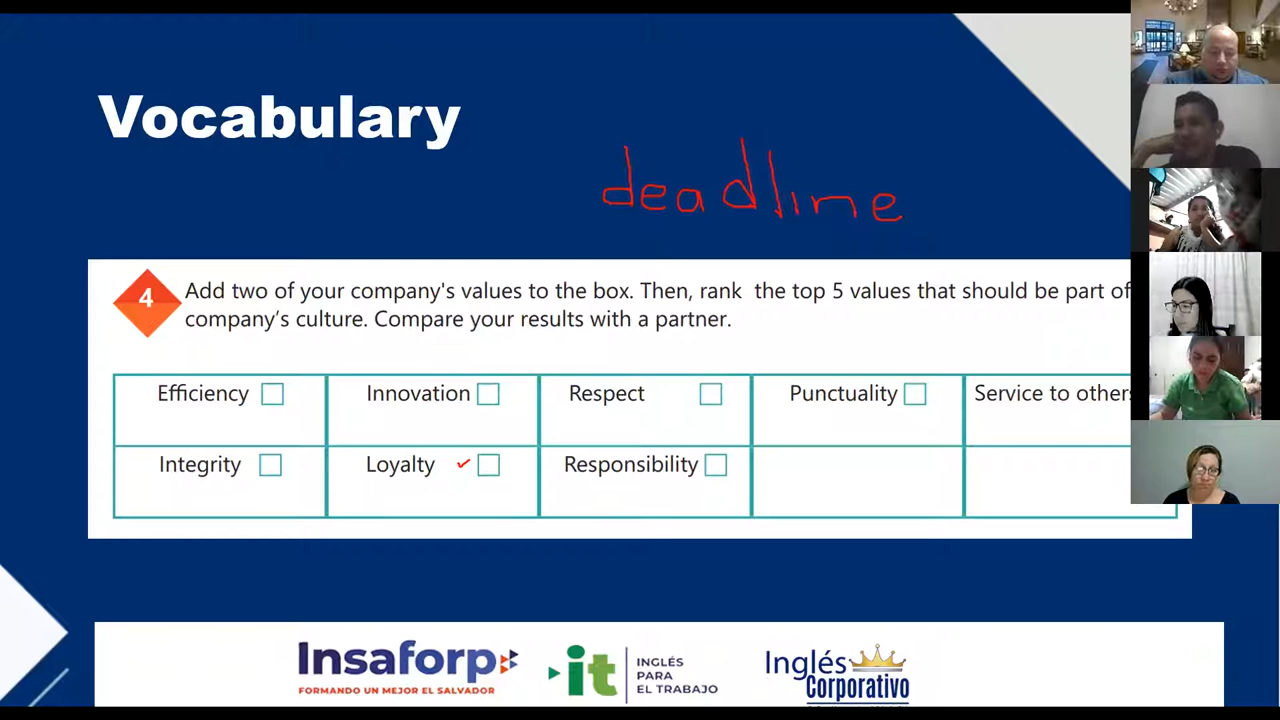 Vocabulary
deadline
4
Add two of your company's values to the box. Then, rank the top 5 values that should be part of
company's culture. Compare your results with a partner.
Efficiency Innovation Respect Punctuality Service to others
Integrity Loyalty Responsibility
Insaforp
FORMANDO UN MEJOR EL SALVADOR
it
INGLÉS
PARA
EL TRABAJO
Inglés
Corporativo